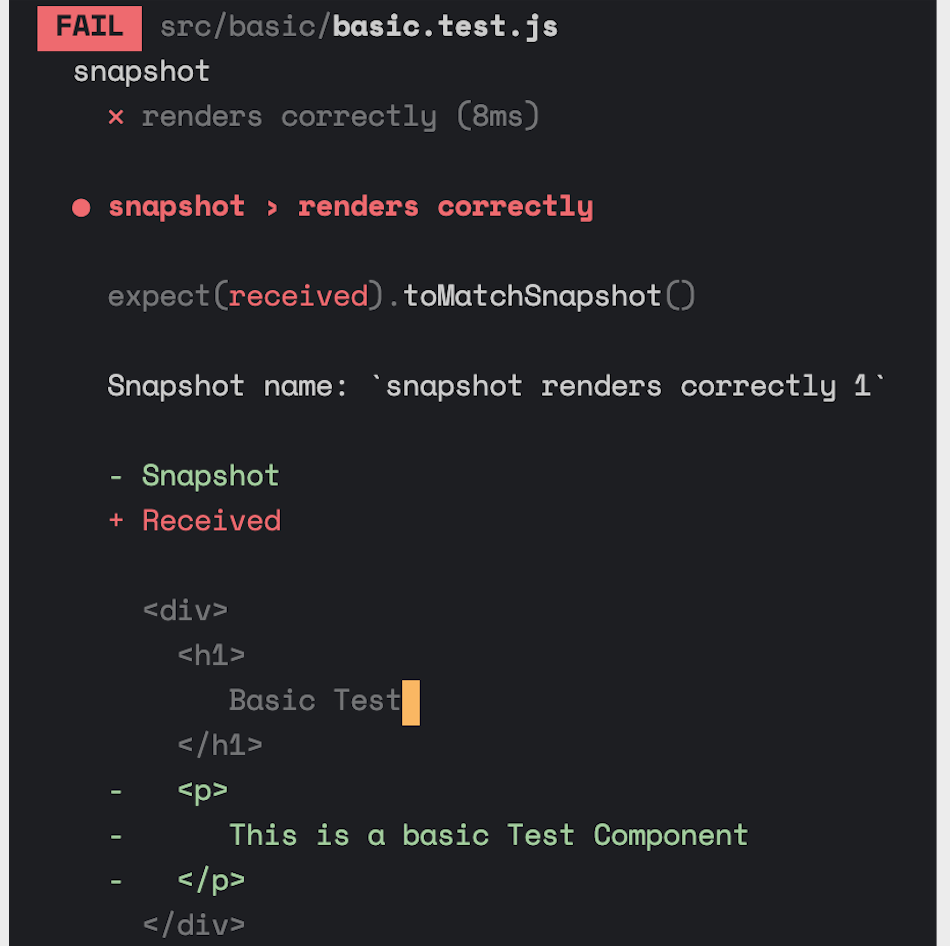 FAIL src/basic/basic.test.js
snapshot
× renders correctly (8ms)
● snapshot › renders correctly
expect(received).toMatchSnapshot()
Snapshot name: `snapshot renders correctly 1`
- Snapshot
+ Received
<div>
<h1>
Basic Test
</h1>
- <p>
- This is a basic Test Component
- </p>
</div>